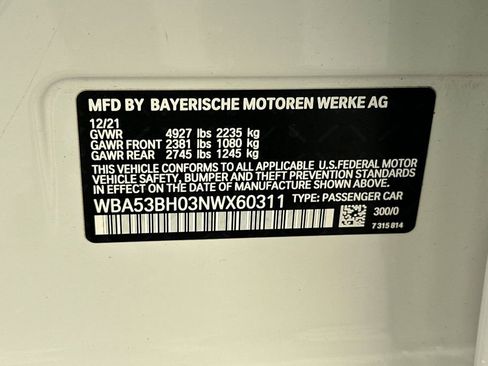 MFD BY BAYERISCHE MOTOREN WERKE AG
12/21
GVWR 4927 lbs 2235 kg
GAWR FRONT 2381 lbs 1080 kg
GAWR REAR 2745 lbs 1245 kg
THIS VEHICLE CONFORMS TO ALL APPLICABLE U.S.FEDERAL MOTOR
VEHICLE SAFETY, BUMPER, AND THEFT PREVENTION STANDARDS
IN EFFECT ON THE DATE OF MANUFACTURE SHOWN ABOVE.
WBA53BH03NWX60311 TYPE: PASSENGER CAR
300/0
7 315 814